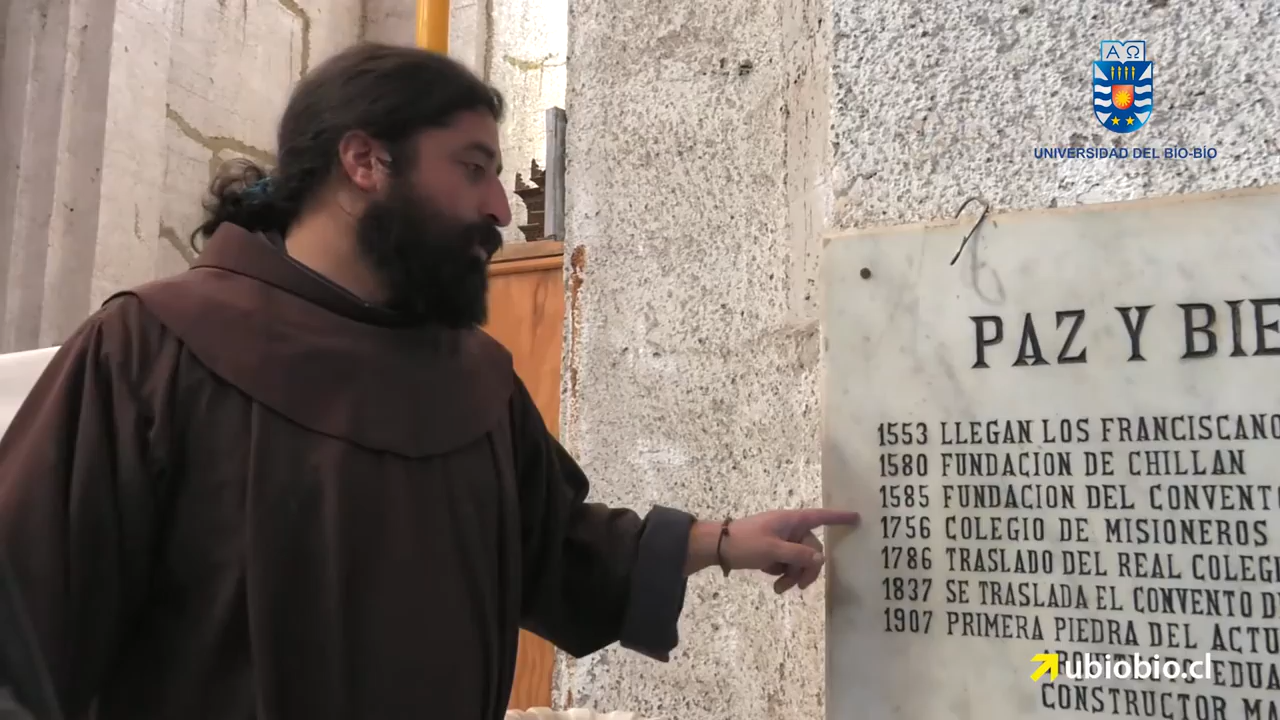 ΑΩ
UNIVERSIDAD DEL BÍO-BÍO
PAZ Y BIE
1553 LLEGAN LOS FRANCISCANO
1580 FUNDACION DE CHILLAN
1585 FUNDACION DEL CONVENTO
1756 COLEGIO DE MISIONEROS
1786 TRASLADO DEL REAL COLEGI
1837 SE TRASLADA EL CONVENTO D
1907 PRIMERA PIEDRA DEL ACTU
ubiobio.cl
CONSTRUCTOR MA